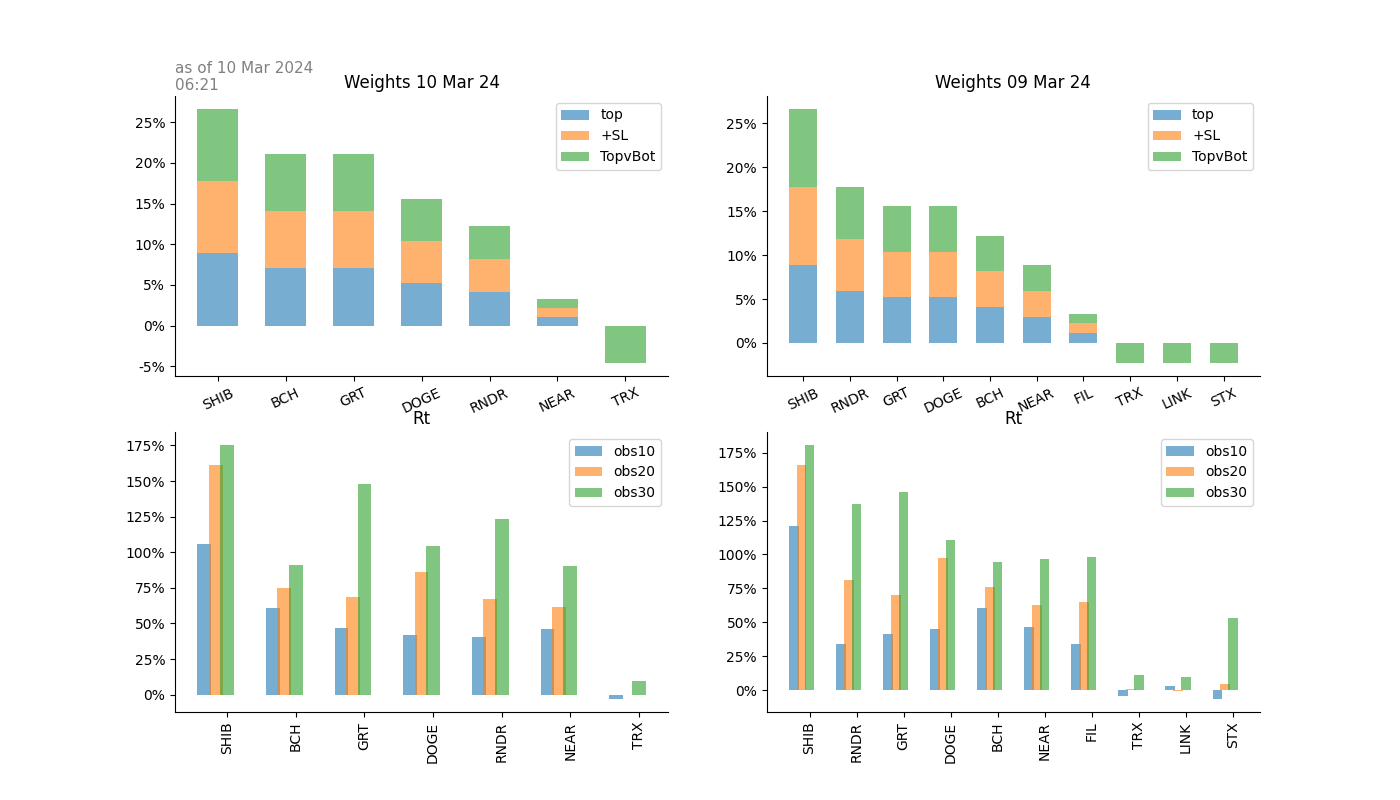 as of 10 Mar 2024
06:21
Weights 10 Mar 24
25%
20%
15%
10%
5%
0%
-5%
top
+SL
TopvBot
SHIB
BCH
GRT
DOGE
RNDR
NEAR
TRX
Weights 09 Mar 24
25%
20%
15%
10%
5%
0%
top
+SL
TopvBot
SHIB
RNDR
GRT
DOGE
BCH
NEAR
FIL
TRX
LINK
STX
Rt
175%
150%
125%
100%
75%
50%
25%
0%
obs10
obs20
obs30
SHIB
BCH
GRT
DOGE
RNDR
NEAR
TRX
Rt
175%
150%
125%
100%
75%
50%
25%
0%
obs10
obs20
obs30
SHIB
RNDR
GRT
DOGE
BCH
NEAR
FIL
TRX
LINK
STX